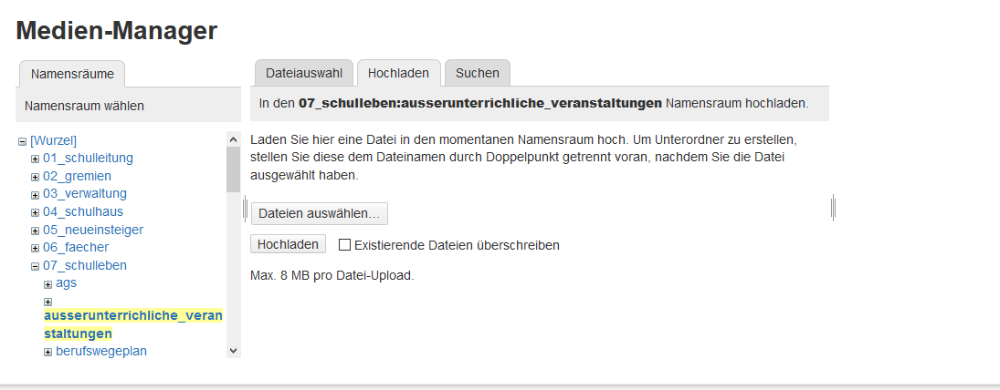 Medien-Manager
Namensräume
Namensraum wählen
[Wurzel]
01_schulleitung
02_gremien
03_verwaltung
04_schulhaus
05_neueinsteiger
06_faecher
07_schulleben
ags
ausserunterrichliche_veran
staltungen
berufswegeplan
Dateiauswahl Hochladen Suchen
In den 07_schulleben:ausserunterrichliche_veranstaltungen Namensraum hochladen.
Laden Sie hier eine Datei in den momentanen Namensraum hoch. Um Unterordner zu erstellen,
stellen Sie diese dem Dateinamen durch Doppelpunkt getrennt voran, nachdem Sie die Datei
ausgewählt haben.
Dateien auswählen…
Hochladen Existierende Dateien überschreiben
Max. 8 MB pro Datei-Upload.